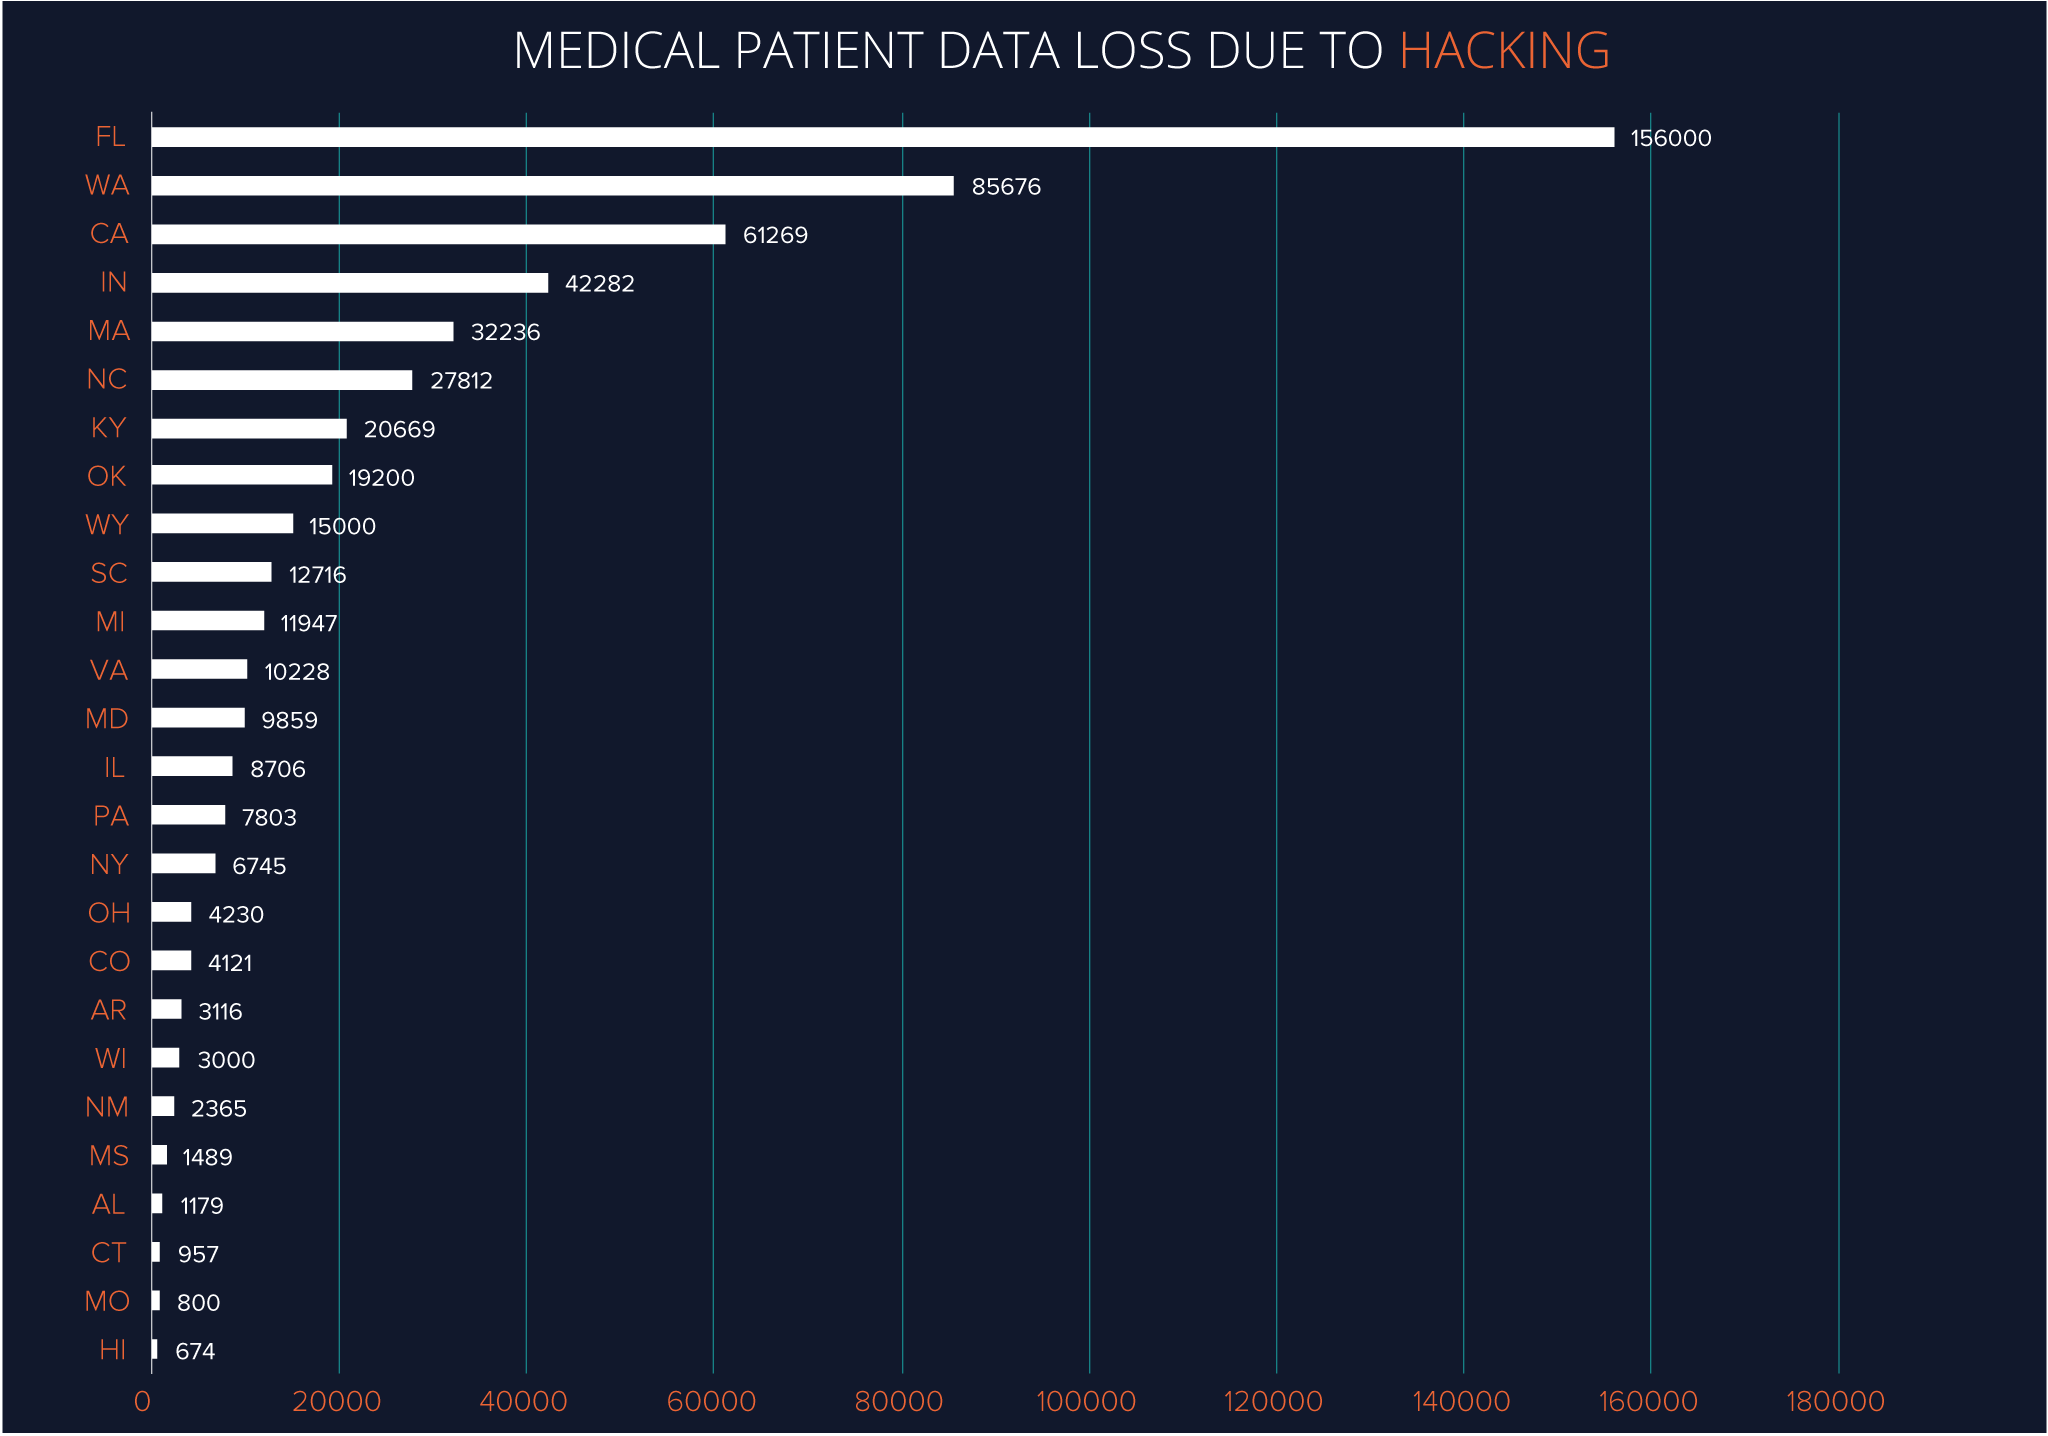 MEDICAL PATIENT DATA LOSS DUE TO HACKING
FL 156000
WA 85676
CA 61269
IN 42282
MA 32236
NC 27812
KY 20669
OK 19200
WY 15000
SC 12716
MI 11947
VA 10228
MD 9859
IL 8706
PA 7803
NY 6745
OH 4230
CO 4121
AR 3116
WI 3000
NM 2365
MS 1489
AL 1179
CT 957
MO 800
HI 674
0 20000 40000 60000 80000 100000 120000 140000 160000 180000